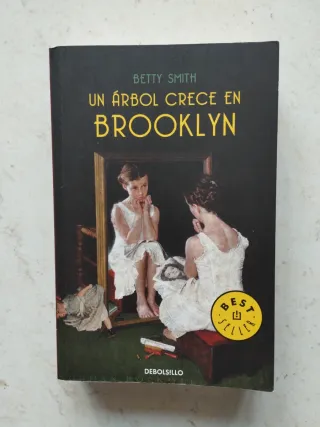 BETTY SMITH
UN ÁRBOL CRECE EN
BROOKLYN
BEST
SELLER
DEBOLSILLO